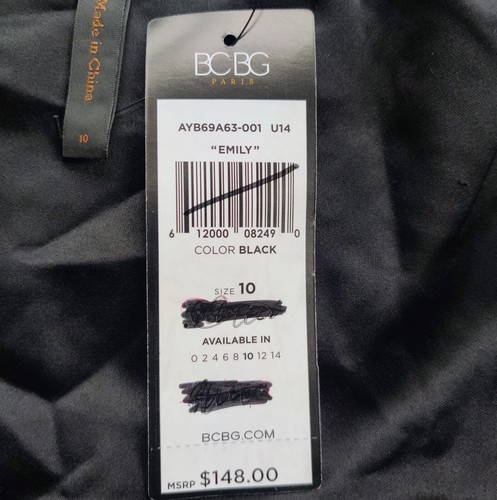 Made in China
10
BCBG
PARIS
AYB69A63-001 U14
"EMILY"
6 12000 08249 0
COLOR BLACK
SIZE 10
AVAILABLE IN
0 2 4 6 8 10 12 14
BCBG.COM
MSRP $148.00